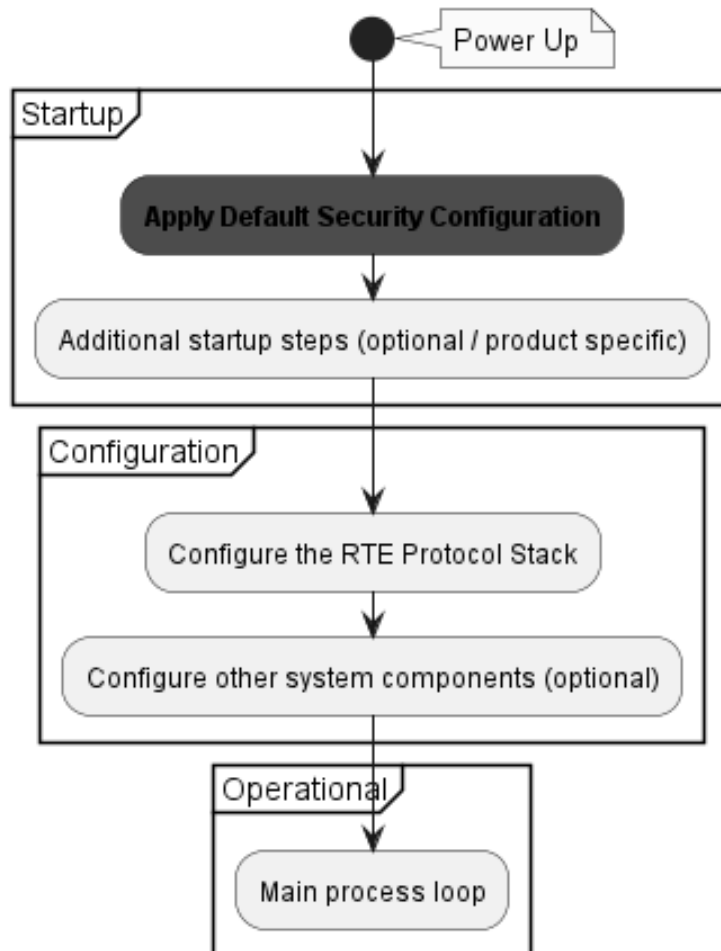 Power Up
Startup
Apply Default Security Configuration
Additional startup steps (optional / product specific)
Configuration
Configure the RTE Protocol Stack
Configure other system components (optional)
Operational
Main process loop